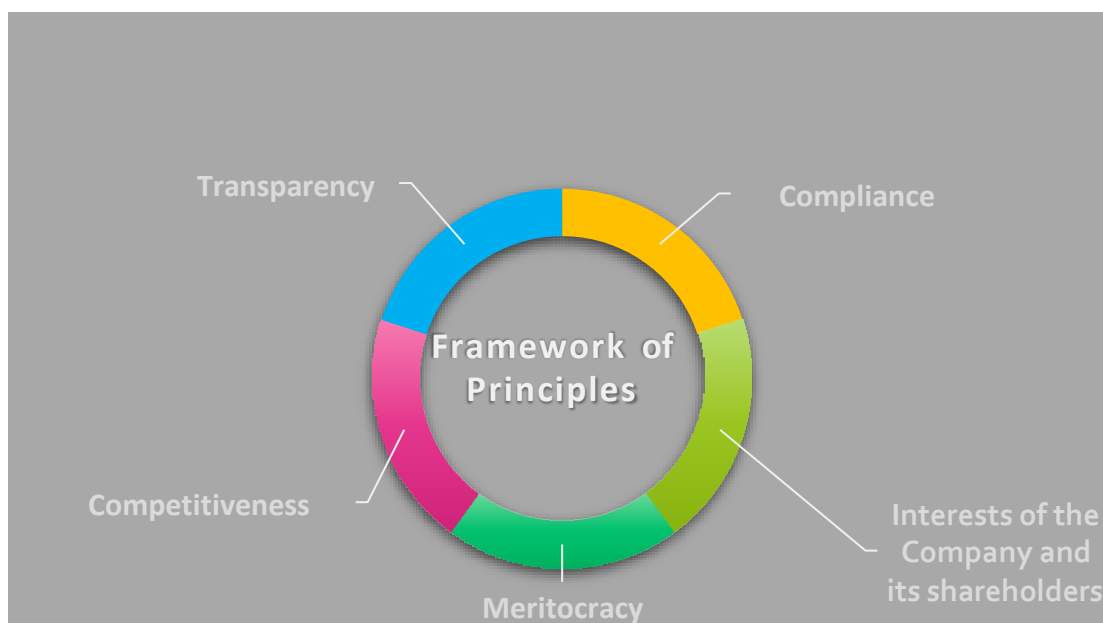 Transparency
Compliance
Framework of
Principles
Competitiveness
Interests of the
Company and
its shareholders
Meritocracy